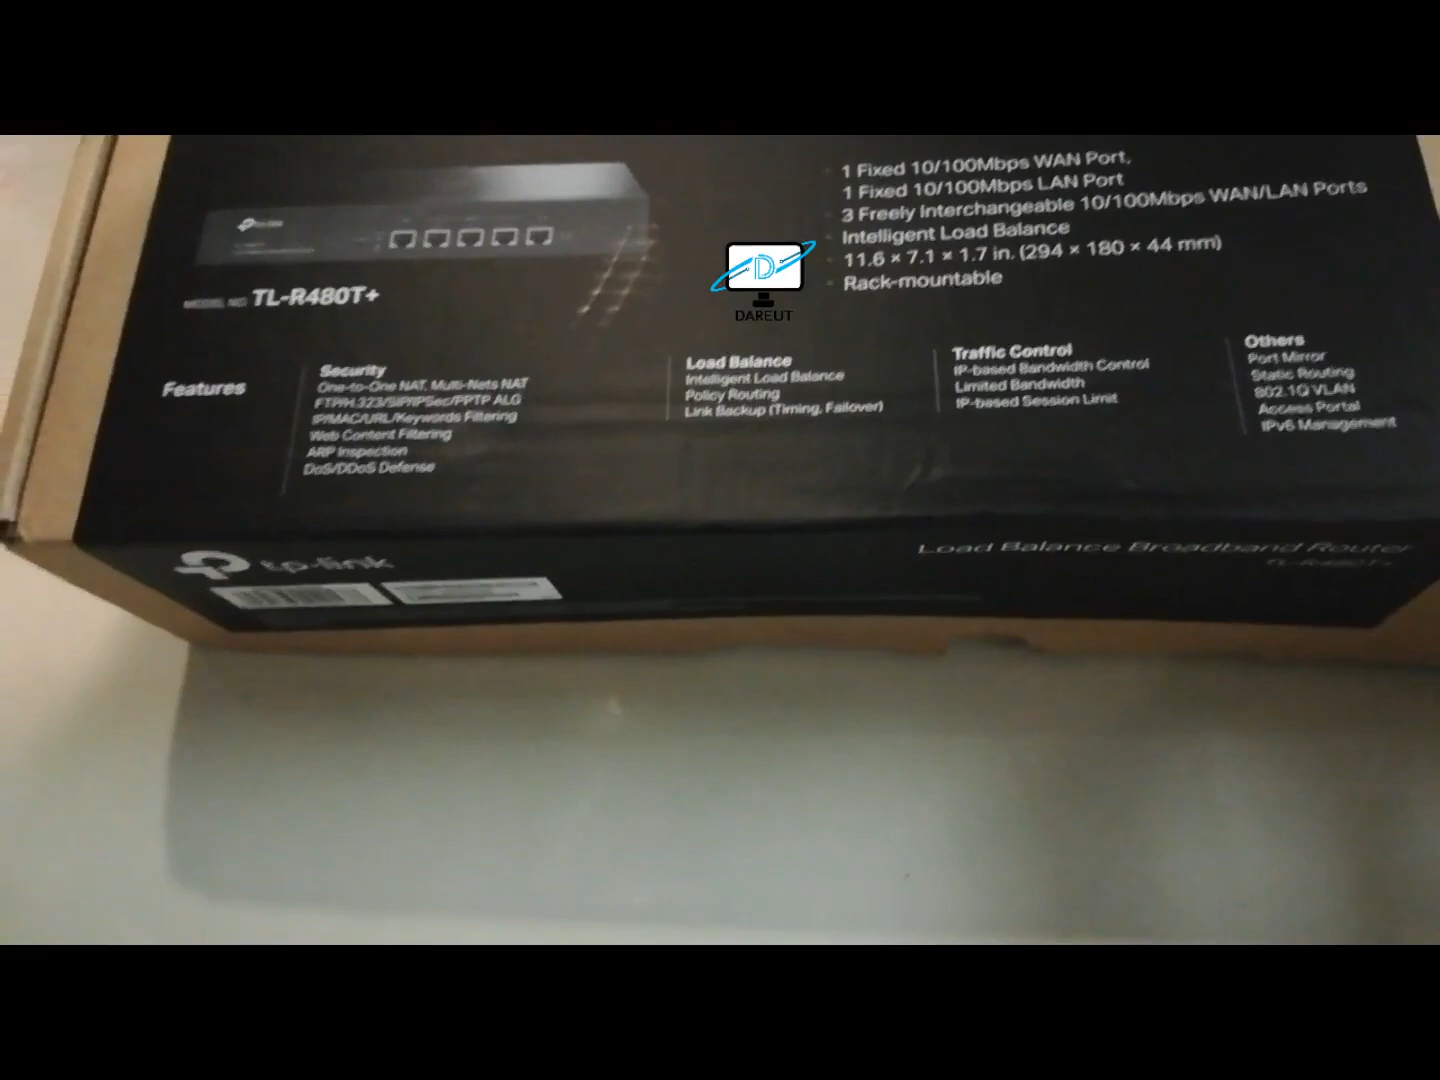 1 Fixed 10/100Mbps WAN Port,
1 Fixed 10/100Mbps LAN Port
3 Freely Interchangeable 10/100Mbps WAN/LAN Ports
Intelligent Load Balance
11.6 × 7.1 × 1.7 in. (294 × 180 × 44 mm)
Rack-mountable
MODEL NO. TL-R480T+
D
DAREUT
Features
Security
One-to-One NAT, Multi-Nets NAT
FTP/H.323/SIP/IPSec/PPTP ALG
IP/MAC/URL/Keywords Filtering
Web Content Filtering
ARP Inspection
DoS/DDoS Defense
Load Balance
Intelligent Load Balance
Policy Routing
Link Backup (Timing, Failover)
Traffic Control
IP-based Bandwidth Control
Limited Bandwidth
IP-based Session Limit
Others
Port Mirror
Static Routing
802.1Q VLAN
Access Portal
IPv6 Management
tp-link
Load Balance Broadband Router
TL-R480T+